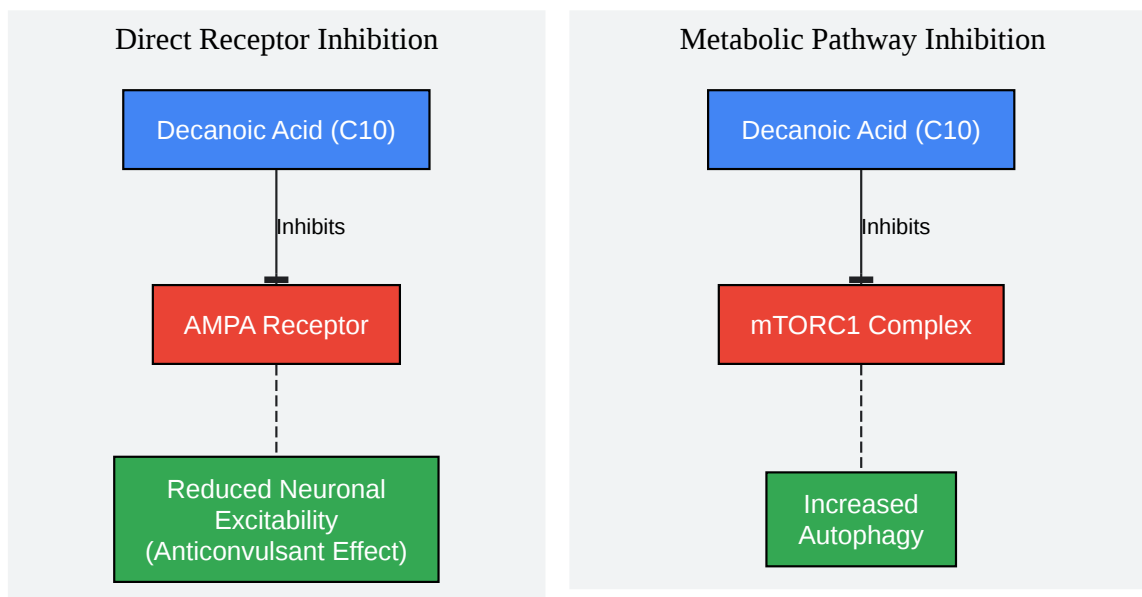 Direct Receptor Inhibition
Decanoic Acid (C10)
Inhibits
AMPA Receptor
Reduced Neuronal
Excitability
(Anticonvulsant Effect)
Metabolic Pathway Inhibition
Decanoic Acid (C10)
Inhibits
mTORC1 Complex
Increased
Autophagy